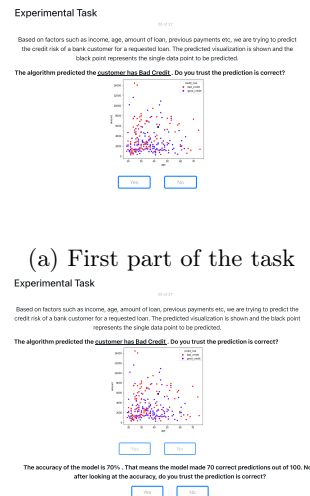 Experimental Task
Based on factors such as income, age, amount of loan, previous payments etc, we are trying to predict
the credit risk of a bank customer for a requested loan. The predicted visualization is shown and the
black point represents the single data point to be predicted.
The algorithm predicted the customer has Bad Credit . Do you trust the prediction is correct?
Yes No
(a) First part of the task
Experimental Task
Based on factors such as income, age, amount of loan, previous payments etc, we are trying to predict the
credit risk of a bank customer for a requested loan. The predicted visualization is shown and the black point
represents the single data point to be predicted.
The algorithm predicted the customer has Bad Credit . Do you trust the prediction is correct?
Yes No
The accuracy of the model is 70% . That means the model made 70 correct predictions out of 100. No
after looking at the accuracy, do you trust the prediction is correct?
Yes No